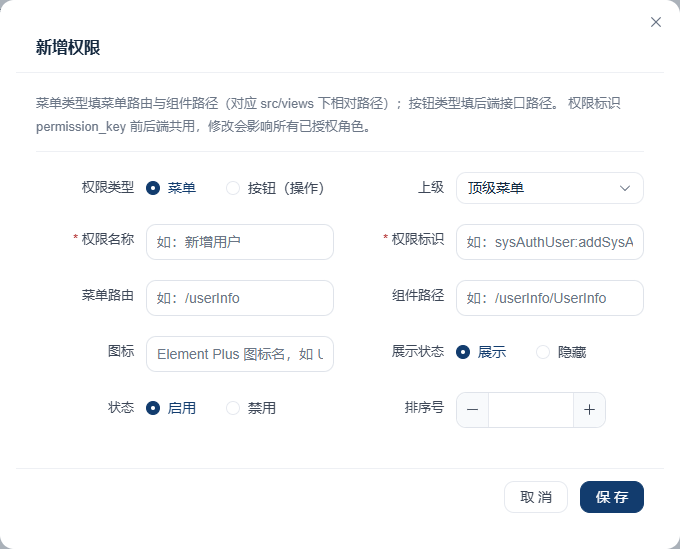 新增权限
菜单类型填菜单路由与组件路径（对应 src/views 下相对路径）；按钮类型填后端接口路径。 权限标识
permission_key 前后端共用，修改会影响所有已授权角色。
权限类型 菜单 按钮（操作） 上级 顶级菜单
* 权限名称 如：新增用户 * 权限标识 如：sysAuthUser:addSysA
菜单路由 如：/userInfo 组件路径 如：/userInfo/UserInfo
图标 Element Plus 图标名，如 U 展示状态 展示 隐藏
状态 启用 禁用 排序号
取消 保存